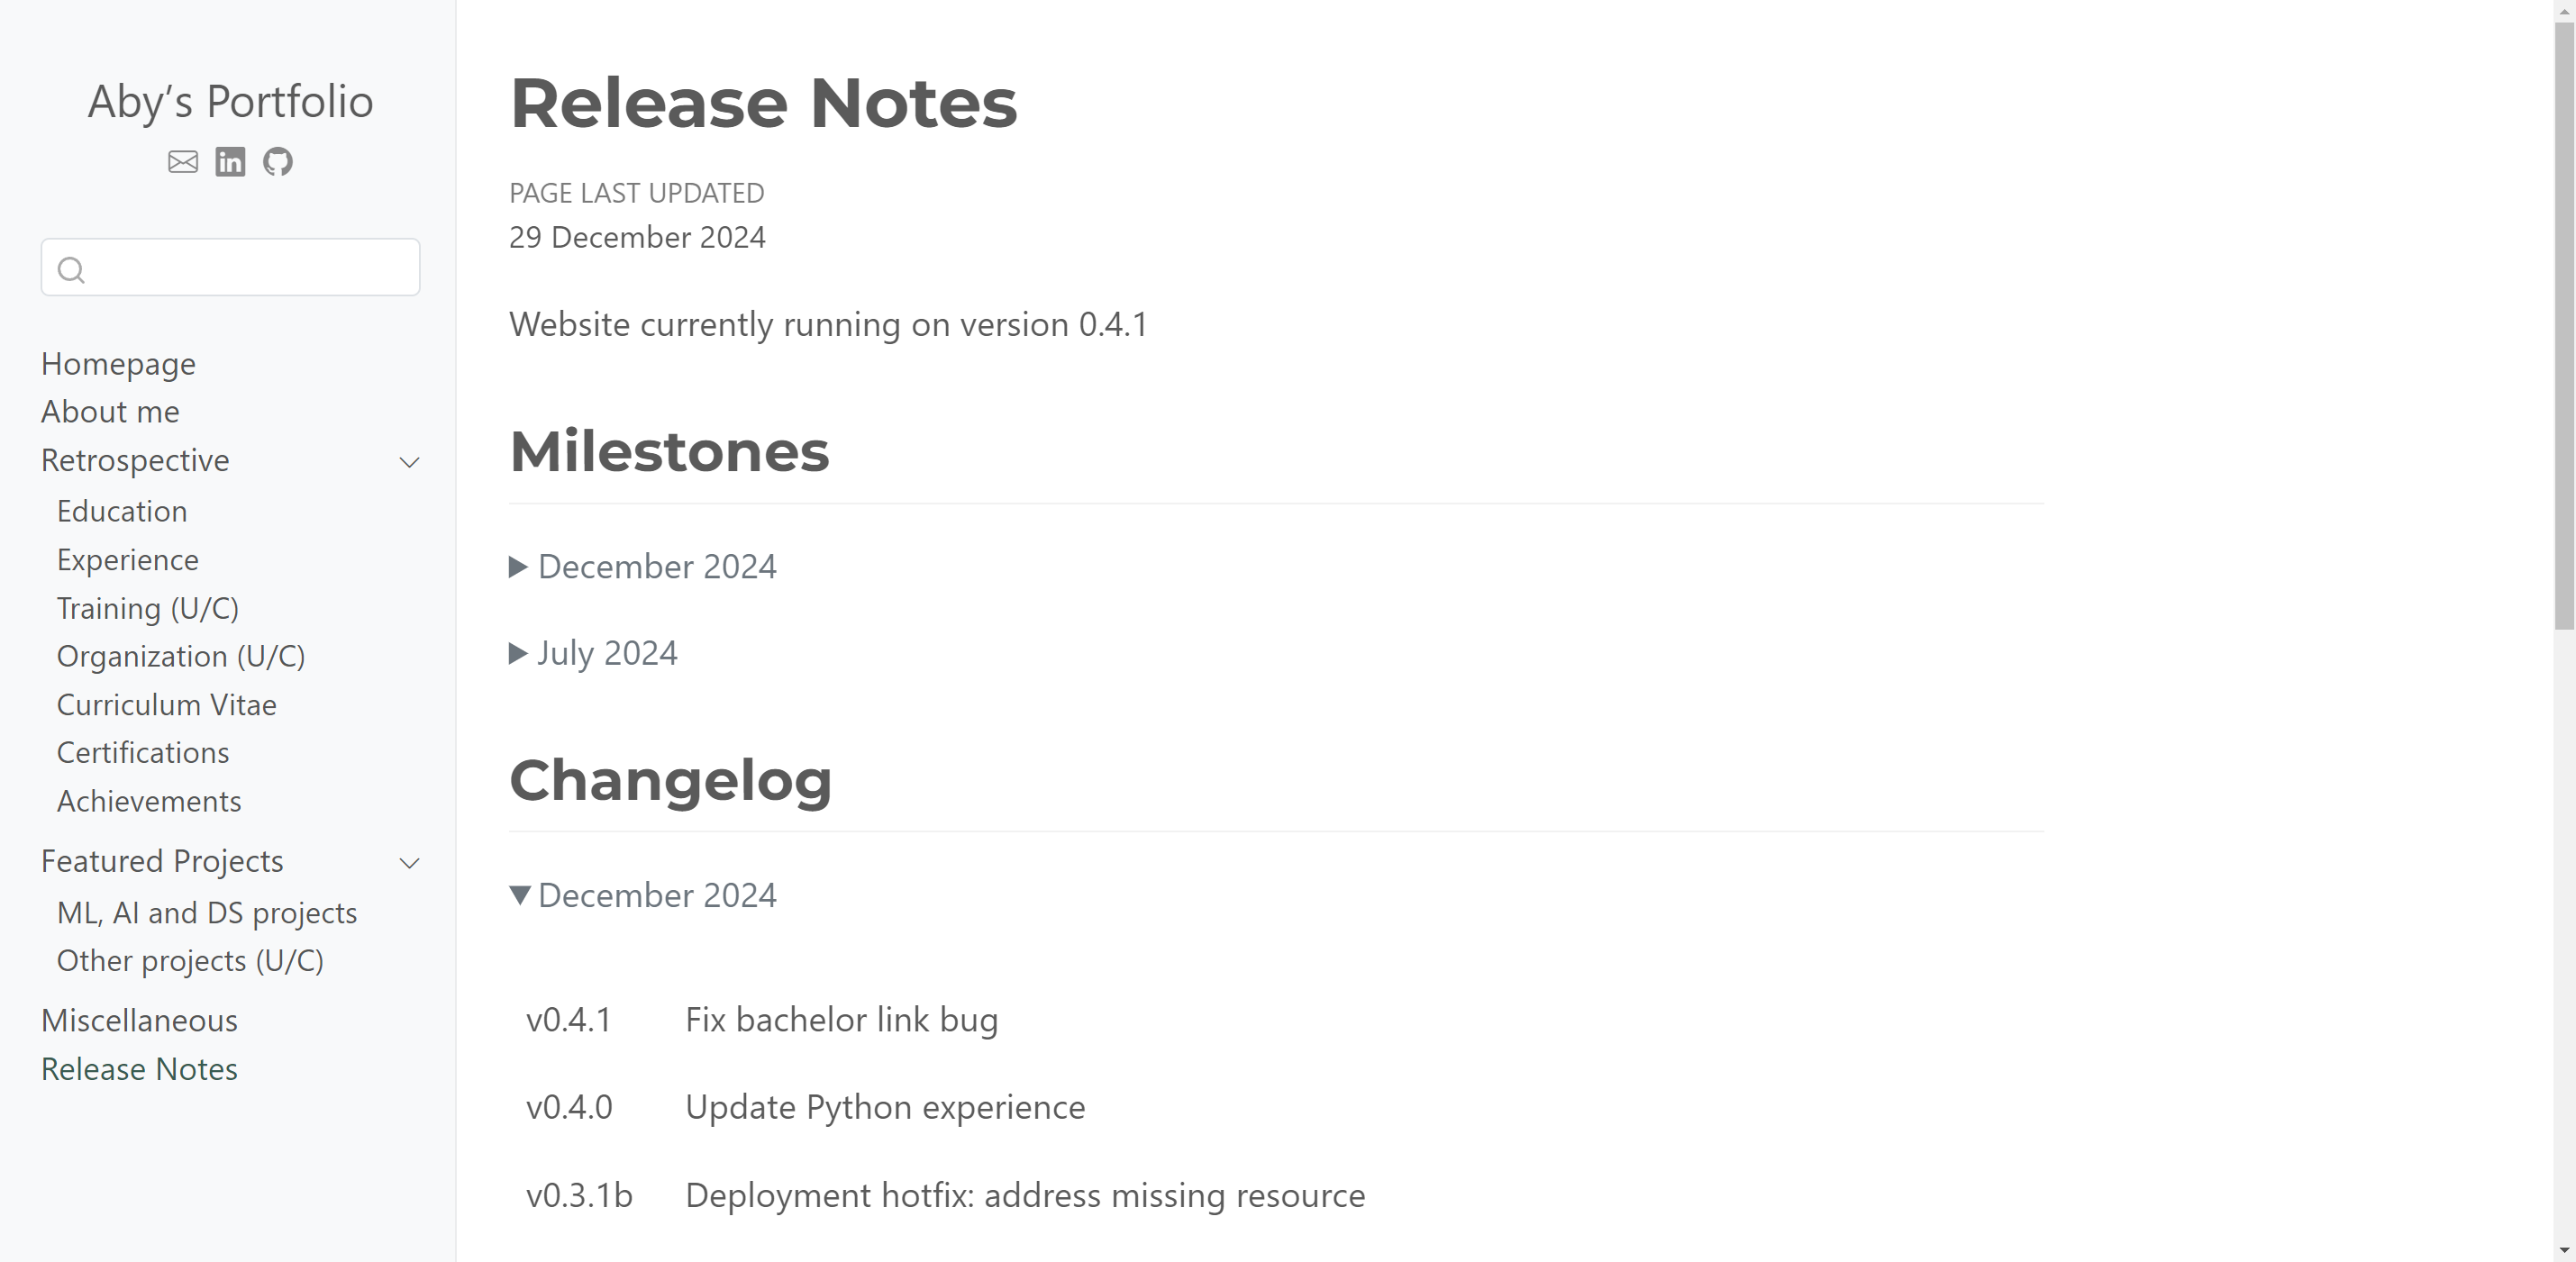 Aby's Portfolio
Homepage
About me
Retrospective
Education
Experience
Training (U/C)
Organization (U/C)
Curriculum Vitae
Certifications
Achievements
Featured Projects
ML, AI and DS projects
Other projects (U/C)
Miscellaneous
Release Notes
Release Notes
PAGE LAST UPDATED
29 December 2024
Website currently running on version 0.4.1
Milestones
December 2024
July 2024
Changelog
December 2024
v0.4.1 Fix bachelor link bug
v0.4.0 Update Python experience
v0.3.1b Deployment hotfix: address missing resource